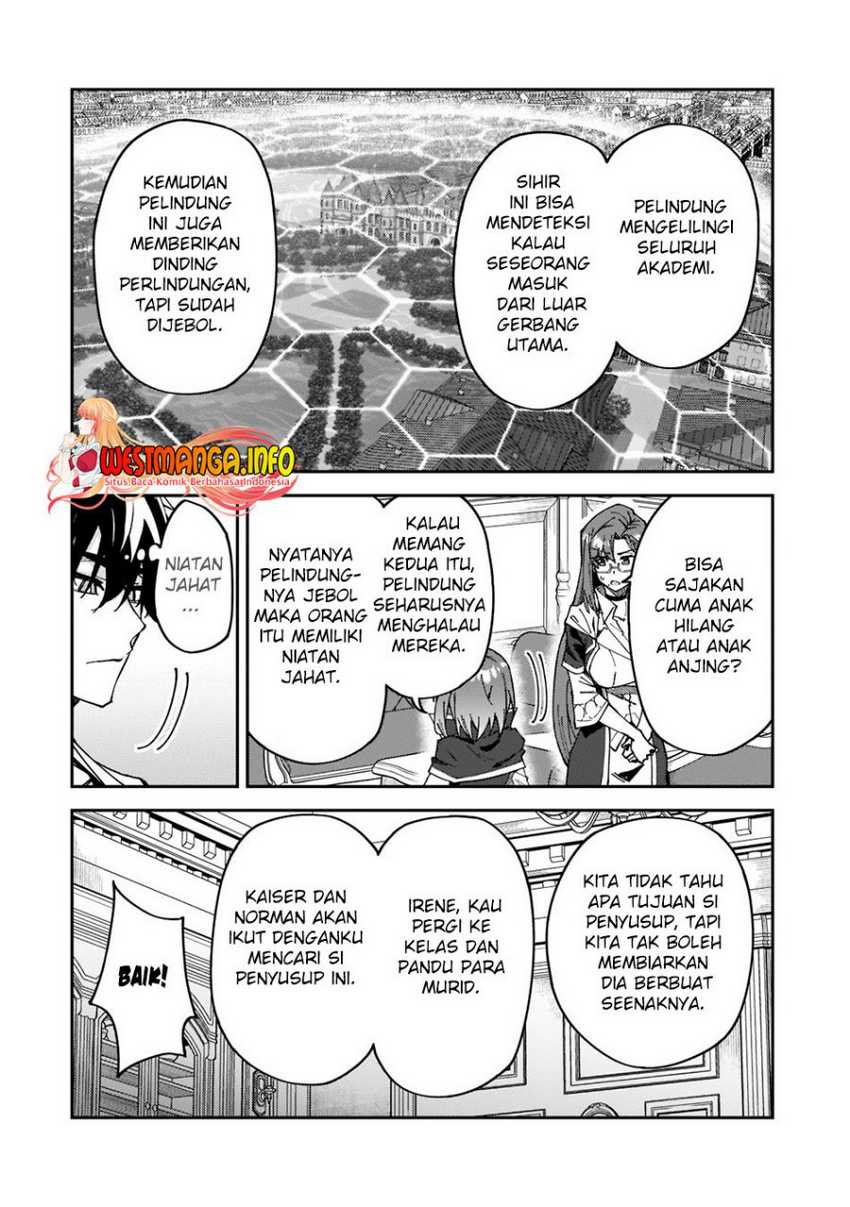 PELINDUNG
MENGELILINGI
SELURUH
AKADEMI.
SIHIR
INI BISA
MENDETEKSI
KALAU
SESEORANG
MASUK
DARI LUAR
GERBANG
UTAMA.
KEMUDIAN
PELINDUNG
INI JUGA
MEMBERIKAN
DINDING
PERLINDUNGAN,
TAPI SUDAH
DIJEBOL.
WESTMANGA.INFO
Situs Baca Komik Berbahasa Indonesia
BISA
SAJAKAN
CUMA ANAK
HILANG
ATAU ANAK
ANJING?
KALAU
MEMANG
KEDUA ITU,
PELINDUNG
SEHARUSNYA
MENGHALAU
MEREKA.
NYATANYA
PELINDUNG-
NYA JEBOL
MAKA ORANG
ITU MEMILIKI
NIATAN
JAHAT.
NIATAN
JAHAT
...
KITA TIDAK TAHU
APA TUJUAN SI
PENYUSUP, TAPI
KITA TAK BOLEH
MEMBIARKAN
DIA BERBUAT
SEENAKNYA.
IRENE, KAU
PERGI KE
KELAS DAN
PANDU PARA
MURID.
KAISER DAN
NORMAN AKAN
IKUT DENGANKU
MENCARI SI
PENYUSUP INI.
BAIK!